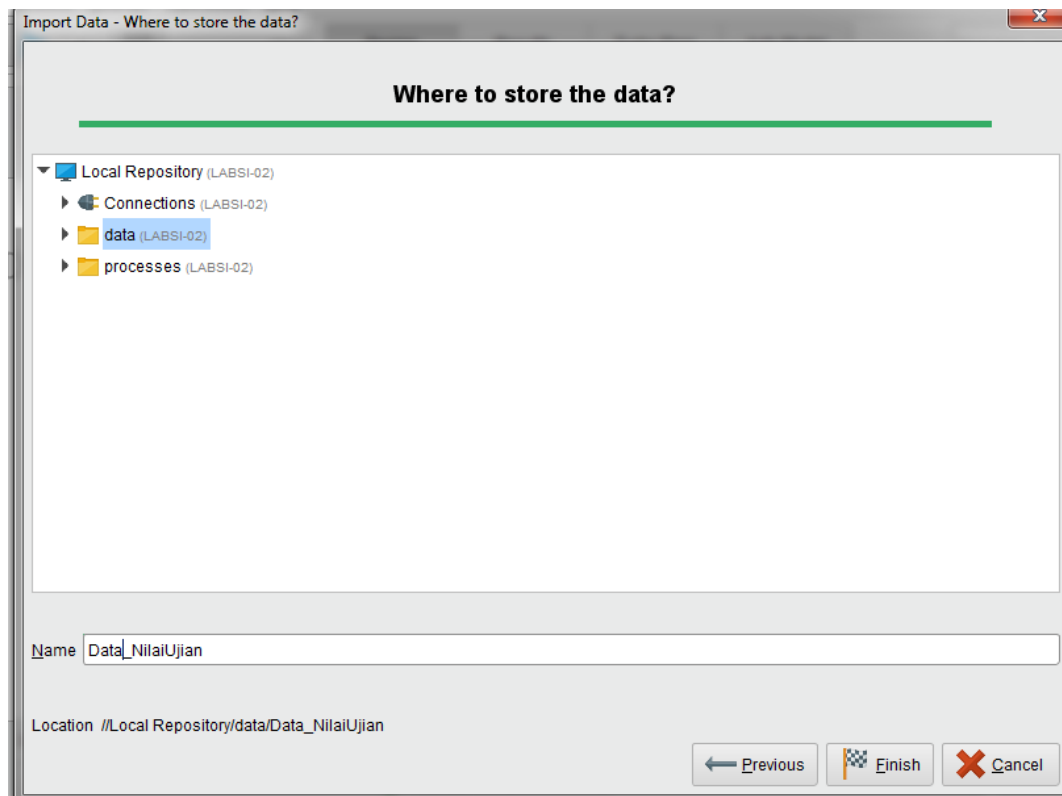 Import Data - Where to store the data?
Where to store the data?
Local Repository (LABSI-02)
Connections (LABSI-02)
data (LABSI-02)
processes (LABSI-02)
Name Data_NilaiUjian
Location //Local Repository/data/Data_NilaiUjian
Previous Finish Cancel